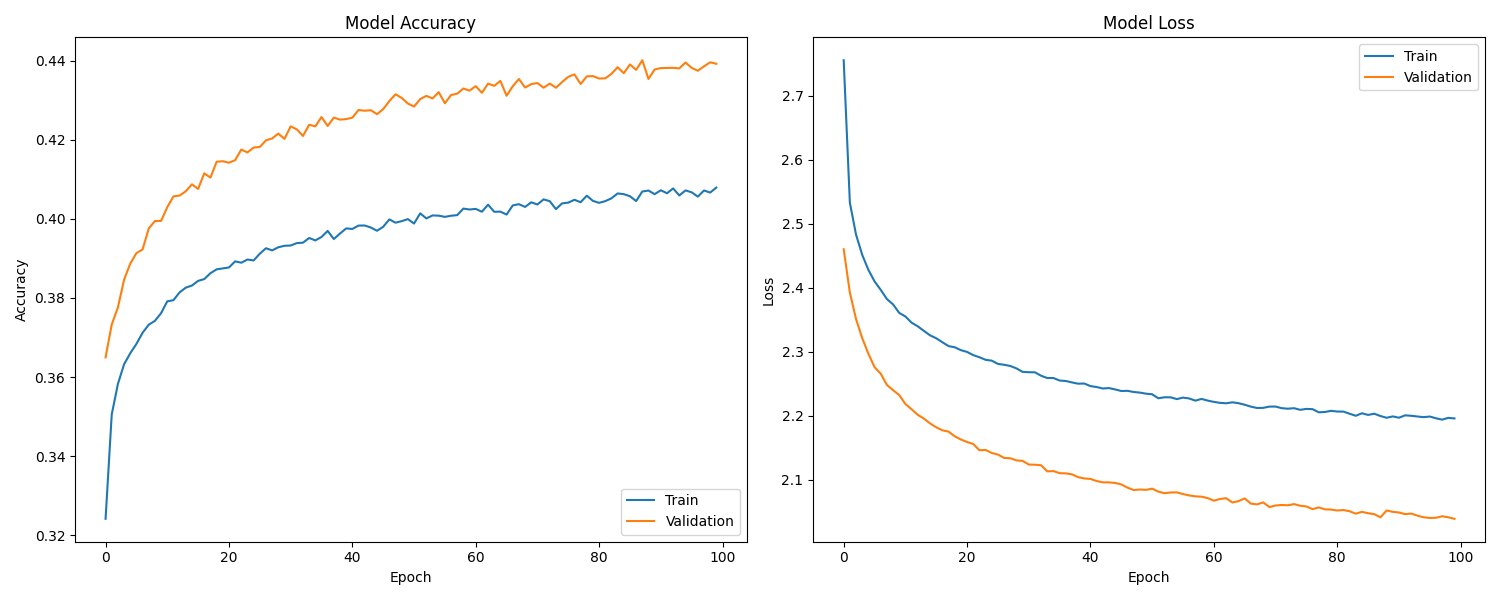 Model Accuracy
0.44
0.42
0.40
0.38
0.36
0.34
0.32
Accuracy
0 20 40 60 80 100
Epoch
Train
Validation
Model Loss
2.7
2.6
2.5
2.4
2.3
2.2
2.1
Loss
0 20 40 60 80 100
Epoch
Train
Validation